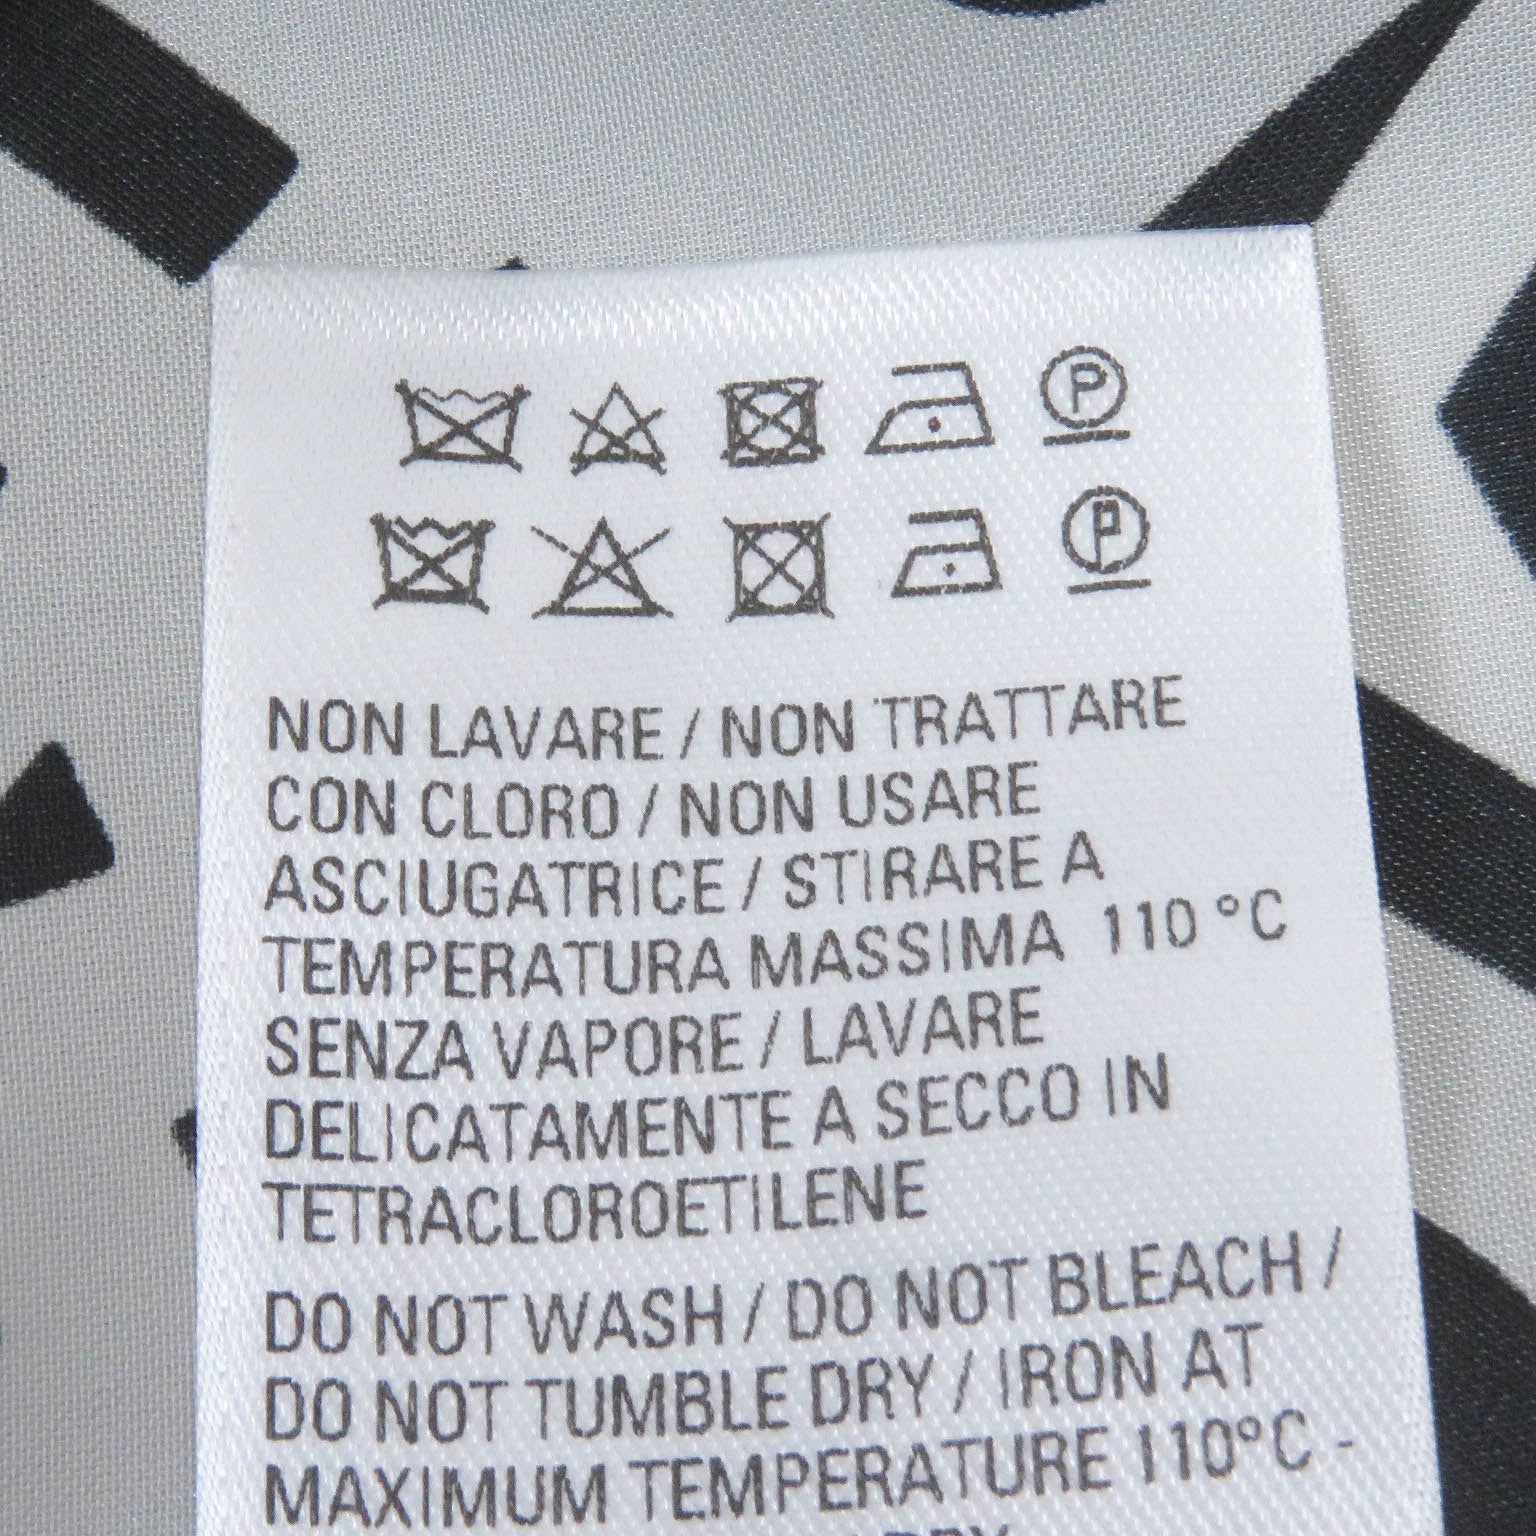 P
P
NON LAVARE / NON TRATTARE
CON CLORO / NON USARE
ASCIUGATRICE / STIRARE A
TEMPERATURA MASSIMA 110 °C
SENZA VAPORE / LAVARE
DELICATAMENTE A SECCO IN
TETRACLOROETILENE
DO NOT WASH / DO NOT BLEACH /
DO NOT TUMBLE DRY / IRON AT
MAXIMUM TEMPERATURE 110°C -
DRY